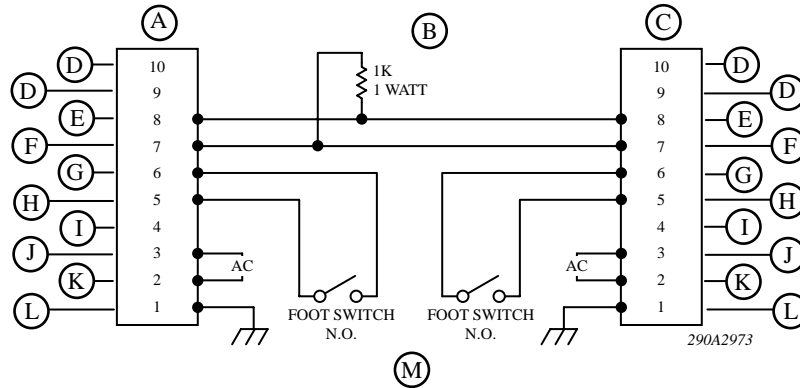 A
B
C
D
10
D
9
E
8
F
7
G
6
H
5
I
4
J
3
K
2
L
1
1K
1 WATT
AC
FOOT SWITCH
N.O.
10
D
9
D
8
E
7
F
6
G
5
H
4
I
3
J
2
K
1
L
AC
FOOT SWITCH
N.O.
290A2973
M